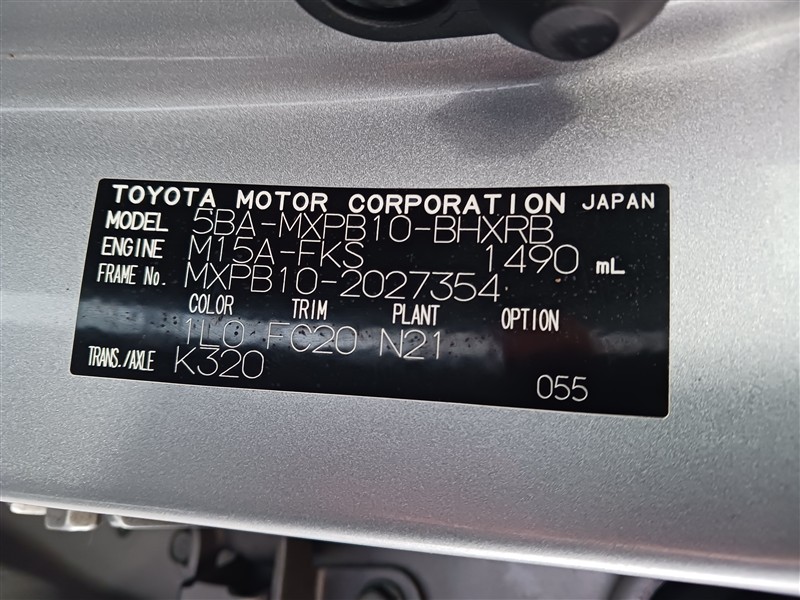 TOYOTA MOTOR CORPORATION JAPAN
MODEL 5BA-MXPB10-BHXRB
ENGINE M15A-FKS 1490 mL
FRAME No. MXPB10-2027354
COLOR TRIM PLANT OPTION
1L0 FC20 N21
TRANS./AXLE K320
055